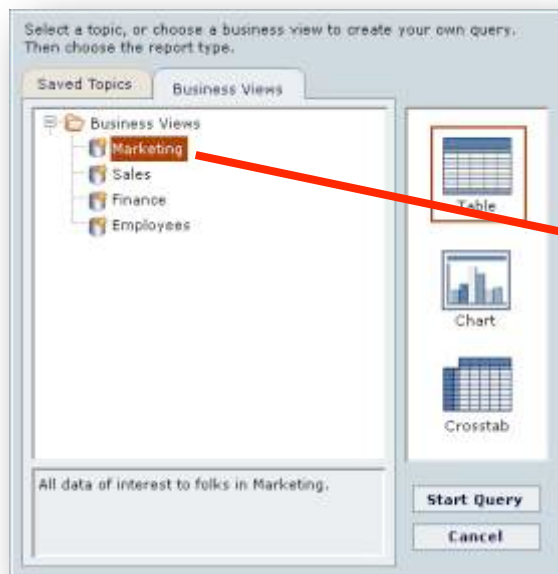 Select a topic, or choose a business view to create your own query.
Then choose the report type.
Saved Topics
Business Views
Business Views
Marketing
Sales
Finance
Employees
Table
Chart
Crosstab
All data of interest to folks in Marketing.
Start Query
Cancel